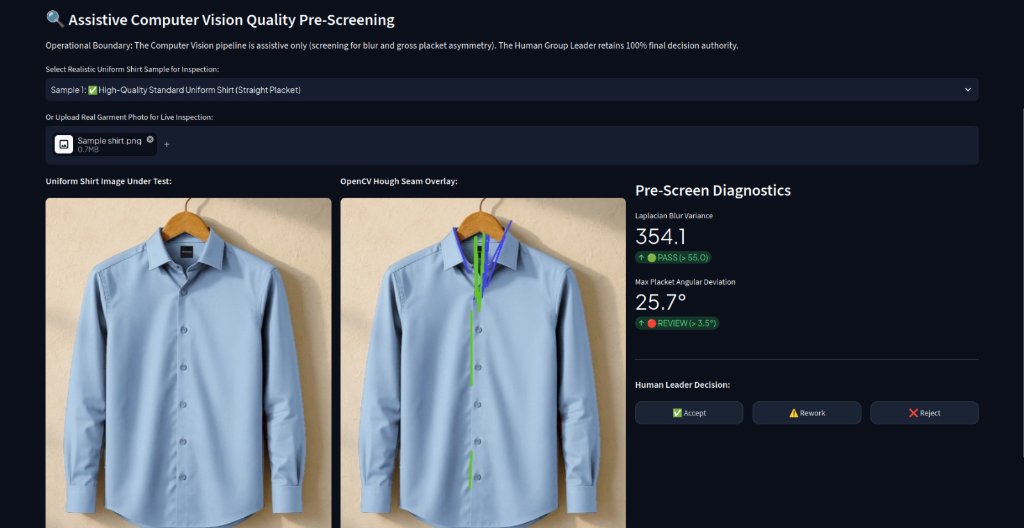 🔍 Assistive Computer Vision Quality Pre-Screening
Operational Boundary: The Computer Vision pipeline is assistive only (screening for blur and gross placket asymmetry). The Human Group Leader retains 100% final decision authority.
Select Realistic Uniform Shirt Sample for Inspection:
Sample 1: ✅ High-Quality Standard Uniform Shirt (Straight Placket)
Or Upload Real Garment Photo for Live Inspection:
Sample shirt.png
0.7MB
Uniform Shirt Image Under Test:
OpenCV Hough Seam Overlay:
Pre-Screen Diagnostics
Laplacian Blur Variance
354.1
↑ 🟢 PASS (> 55.0)
Max Placket Angular Deviation
25.7°
↑ 🔴 REVIEW (> 3.5°)
Human Leader Decision:
✅ Accept
⚠️ Rework
❌ Reject